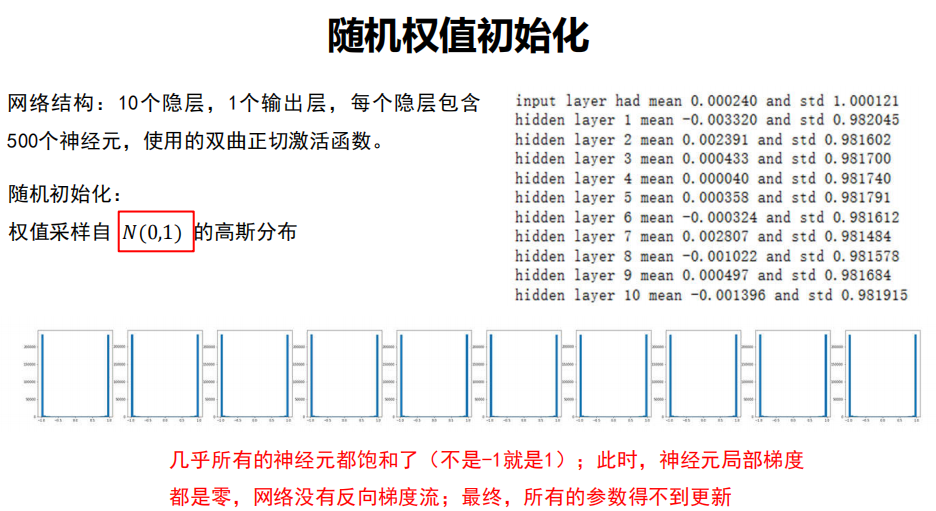 随机权值初始化
网络结构：10个隐层，1个输出层，每个隐层包含
500个神经元，使用的双曲正切激活函数。
随机初始化：
权值采样自 N(0,1) 的高斯分布
input layer had mean 0.000240 and std 1.000121
hidden layer 1 mean -0.003320 and std 0.982045
hidden layer 2 mean 0.002391 and std 0.981602
hidden layer 3 mean 0.000433 and std 0.981700
hidden layer 4 mean 0.000040 and std 0.981740
hidden layer 5 mean 0.000358 and std 0.981791
hidden layer 6 mean -0.000324 and std 0.981612
hidden layer 7 mean 0.002807 and std 0.981484
hidden layer 8 mean -0.001022 and std 0.981578
hidden layer 9 mean 0.000497 and std 0.981684
hidden layer 10 mean -0.001396 and std 0.981915
几乎所有的神经元都饱和了（不是-1就是1）；此时，神经元局部梯度
都是零，网络没有反向梯度流；最终，所有的参数得不到更新